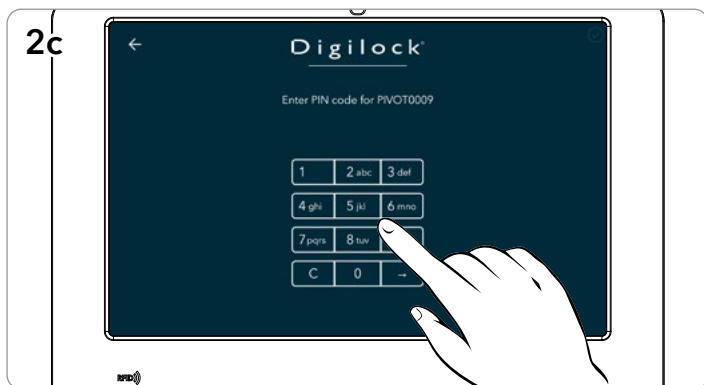 2c
←
Digilock
Enter PIN code for PIVOT0009
1 2 abc 3 def
4 ghi 5 jkl 6 mno
7 pqrs 8 tuv
C 0 →
RFID